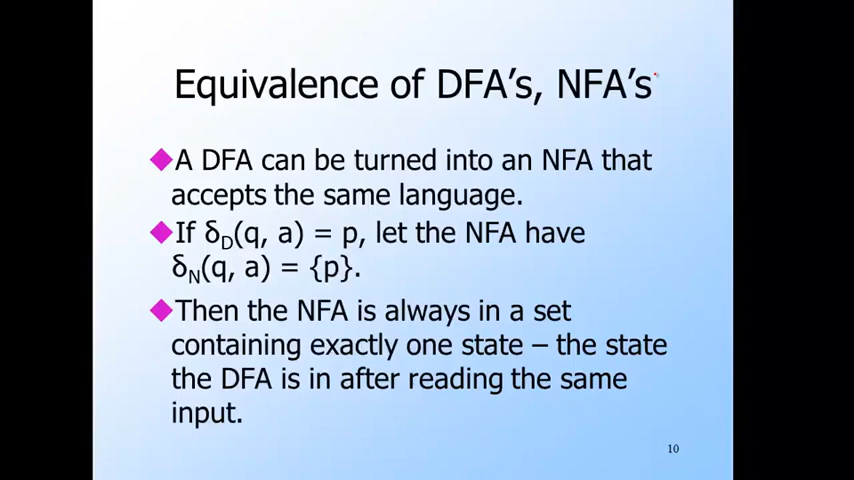 Equivalence of DFA’s, NFA’s
A DFA can be turned into an NFA that
accepts the same language.
If δD(q, a) = p, let the NFA have
δN(q, a) = {p}.
Then the NFA is always in a set
containing exactly one state – the state
the DFA is in after reading the same
input.
10